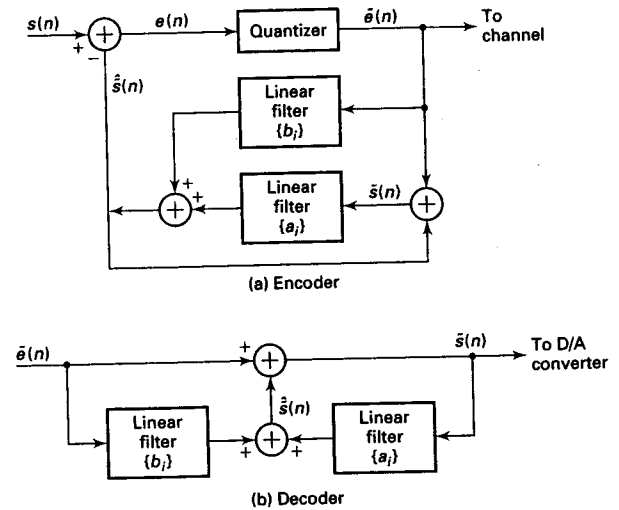 s(n)
+
−
+
e(n)
Quantizer
ẽ(n)
To
channel
ŝ̃(n)
Linear
filter
{bᵢ}
+
+
+
Linear
filter
{aᵢ}
s̃(n)
+
(a) Encoder
ẽ(n)
+
+
s̃(n)
To D/A
converter
ŝ̃(n)
Linear
filter
{bᵢ}
+
+
+
Linear
filter
{aᵢ}
(b) Decoder